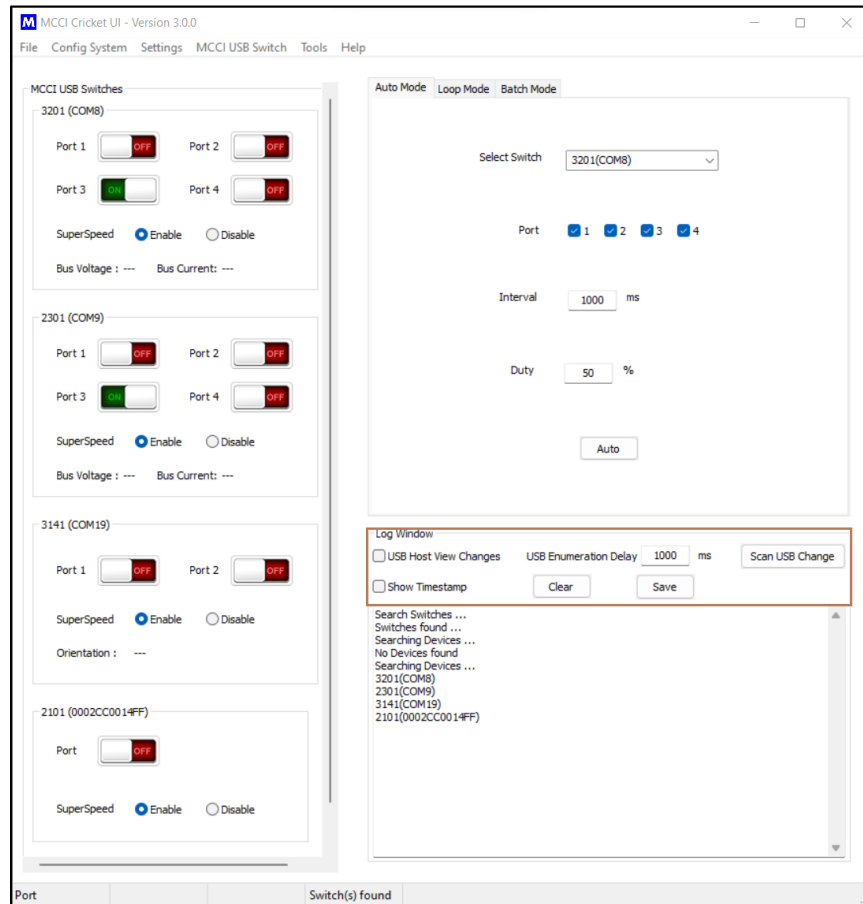 M MCCI Cricket UI - Version 3.0.0
File Config System Settings MCCI USB Switch Tools Help
MCCI USB Switches
3201 (COM8)
Port 1 OFF Port 2 OFF
Port 3 ON Port 4 OFF
SuperSpeed Enable Disable
Bus Voltage : --- Bus Current: ---
2301 (COM9)
Port 1 OFF Port 2 OFF
Port 3 ON Port 4 OFF
SuperSpeed Enable Disable
Bus Voltage : --- Bus Current: ---
3141 (COM19)
Port 1 OFF Port 2 OFF
SuperSpeed Enable Disable
Orientation : ---
2101 (0002CC0014FF)
Port OFF
SuperSpeed Enable Disable
Auto Mode Loop Mode Batch Mode
Select Switch 3201(COM8)
Port 1 2 3 4
Interval 1000 ms
Duty 50 %
Auto
Log Window
USB Host View Changes USB Enumeration Delay 1000 ms Scan USB Change
Show Timestamp Clear Save
Search Switches ...
Switches found ...
Searching Devices ...
No Devices found
Searching Devices ...
3201(COM8)
2301(COM9)
3141(COM19)
2101(0002CC0014FF)
Port Switch(s) found